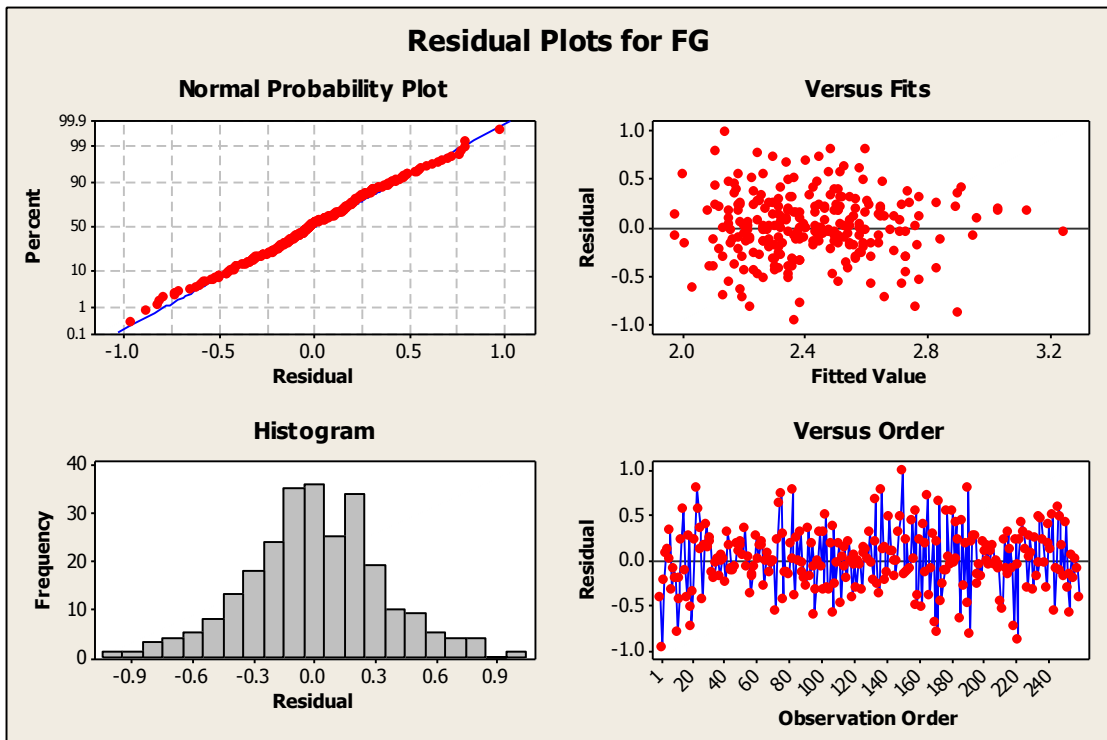 Residual Plots for FG
Normal Probability Plot
99.9
99
90
50
10
1
0.1
Percent
-1.0 -0.5 0.0 0.5 1.0
Residual
Versus Fits
1.0
0.5
0.0
-0.5
-1.0
Residual
2.0 2.4 2.8 3.2
Fitted Value
Histogram
40
30
20
10
0
Frequency
-0.9 -0.6 -0.3 0.0 0.3 0.6 0.9
Residual
Versus Order
1.0
0.5
0.0
-0.5
-1.0
Residual
1 20 40 60 80 100 120 140 160 180 200 220 240
Observation Order